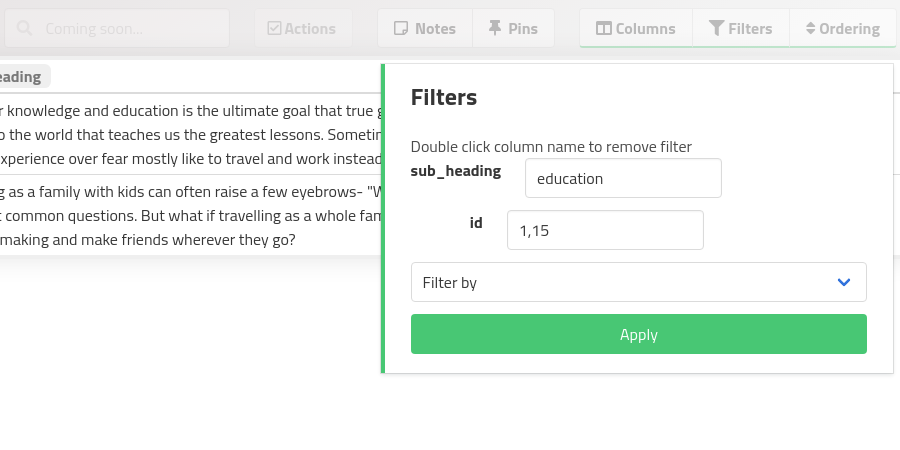 Coming soon... Actions Notes Pins Columns Filters Ordering
eading
Filters
r knowledge and education is the ultimate goal that true
o the world that teaches us the greatest lessons.
xperience over fear mostly like to travel and work instead
Double click column name to remove filter
sub_heading education
g as a family with kids can often raise a few eyebrows-
common questions. But what if travelling as a whole
making and make friends wherever they go?
id 1,15
Filter by
Apply